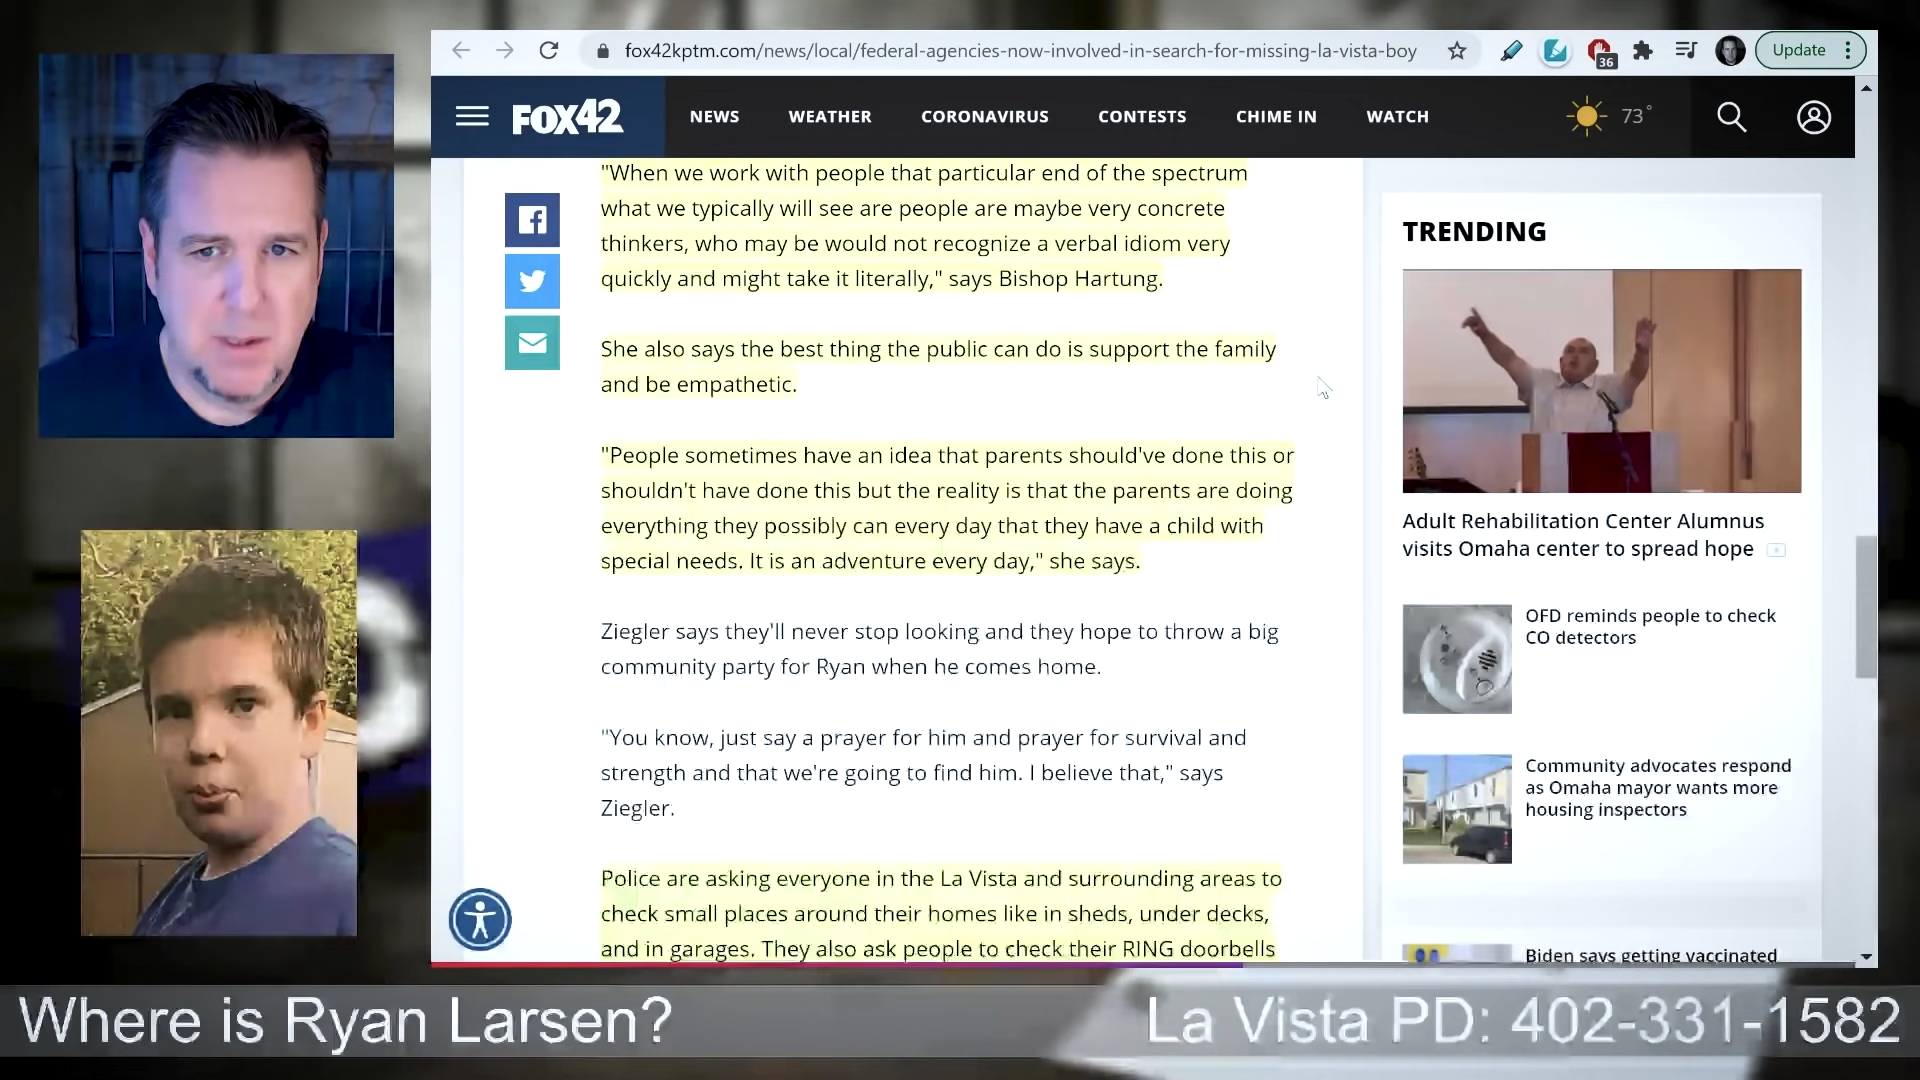 fox42kptm.com/news/local/federal-agencies-now-involved-in-search-for-missing-la-vista-boy
36
Update
FOX42
NEWS
WEATHER
CORONAVIRUS
CONTESTS
CHIME IN
WATCH
73°
"When we work with people that particular end of the spectrum
what we typically will see are people are maybe very concrete
thinkers, who may be would not recognize a verbal idiom very
quickly and might take it literally," says Bishop Hartung.
She also says the best thing the public can do is support the family
and be empathetic.
"People sometimes have an idea that parents should've done this or
shouldn't have done this but the reality is that the parents are doing
everything they possibly can every day that they have a child with
special needs. It is an adventure every day," she says.
Ziegler says they'll never stop looking and they hope to throw a big
community party for Ryan when he comes home.
"You know, just say a prayer for him and prayer for survival and
strength and that we're going to find him. I believe that," says
Ziegler.
Police are asking everyone in the La Vista and surrounding areas to
check small places around their homes like in sheds, under decks,
and in garages. They also ask people to check their RING doorbells
TRENDING
Adult Rehabilitation Center Alumnus
visits Omaha center to spread hope
OFD reminds people to check
CO detectors
Community advocates respond
as Omaha mayor wants more
housing inspectors
Biden says getting vaccinated
Where is Ryan Larsen?
La Vista PD: 402-331-1582